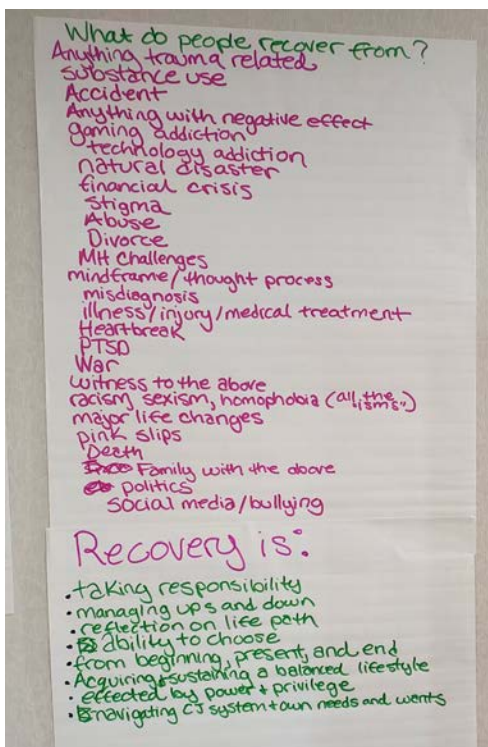 What do people recover from?
Anything trauma related
substance use
Accident
Anything with negative effect
gaming addiction
technology addiction
natural disaster
financial crisis
Stigma
Abuse
Divorce
MH Challenges
mindframe/thought process
misdiagnosis
illness/injury/medical treatment
Heartbreak
PTSD
War
witness to the above
racism, sexism, homophobia (all the "isms")
major life changes
pink slips
Death
Family with the above
politics
social media/bullying
Recovery is:
• taking responsibility
• managing ups and down
• reflection on life path
• ability to choose
• from beginning, present, and end
• Acquiring + sustaining a balanced lifestyle
• effected by power + privilege
• navigating CJ system + own needs and wants